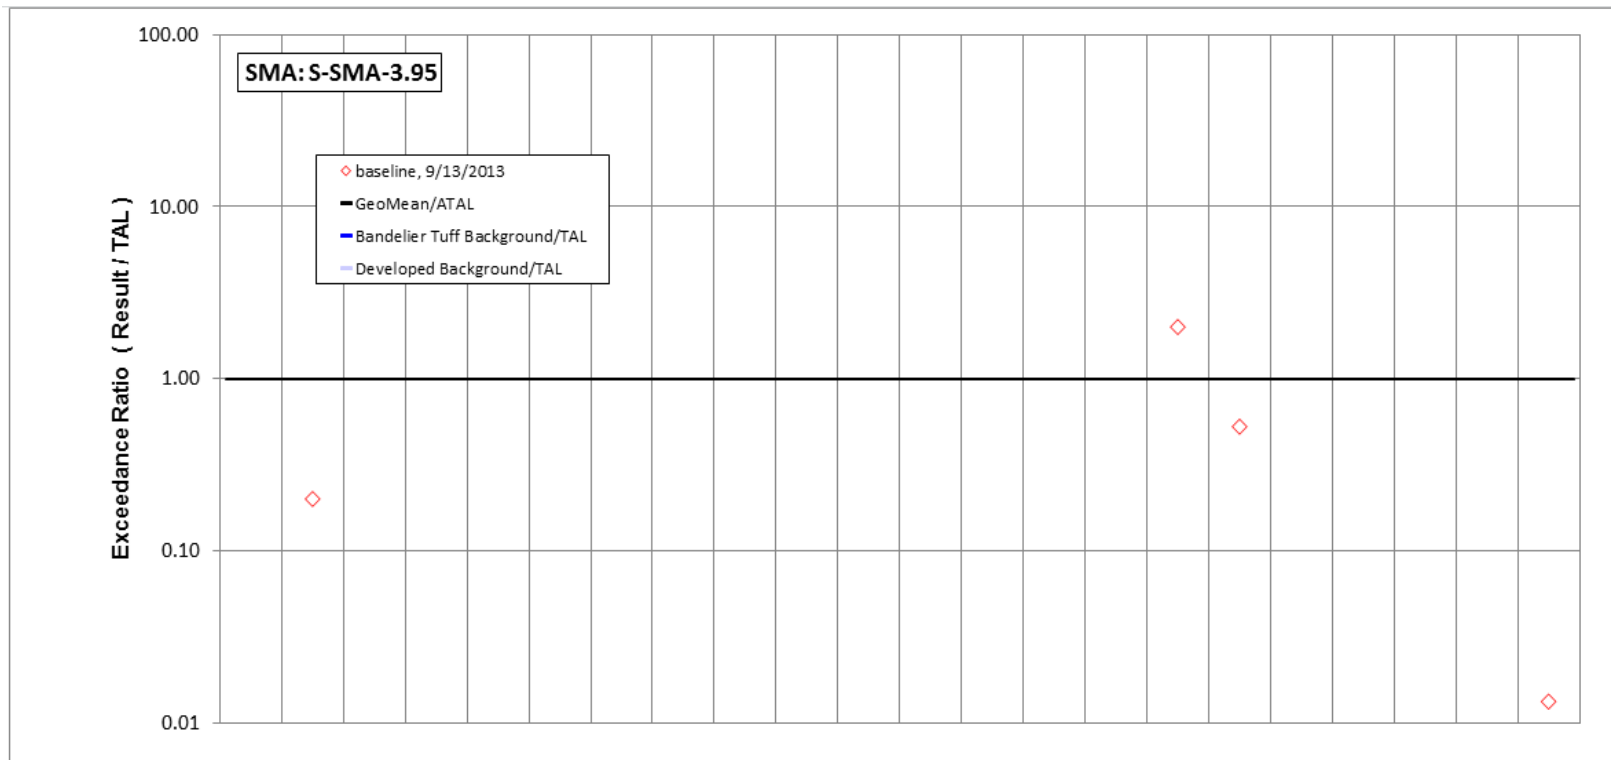 100.00
SMA: S-SMA-3.95
baseline, 9/13/2013
10.00
GeoMean/ATAL
Bandelier Tuff Background/TAL
Developed Background/TAL
Exceedance Ratio ( Result / TAL )
1.00
0.10
0.01